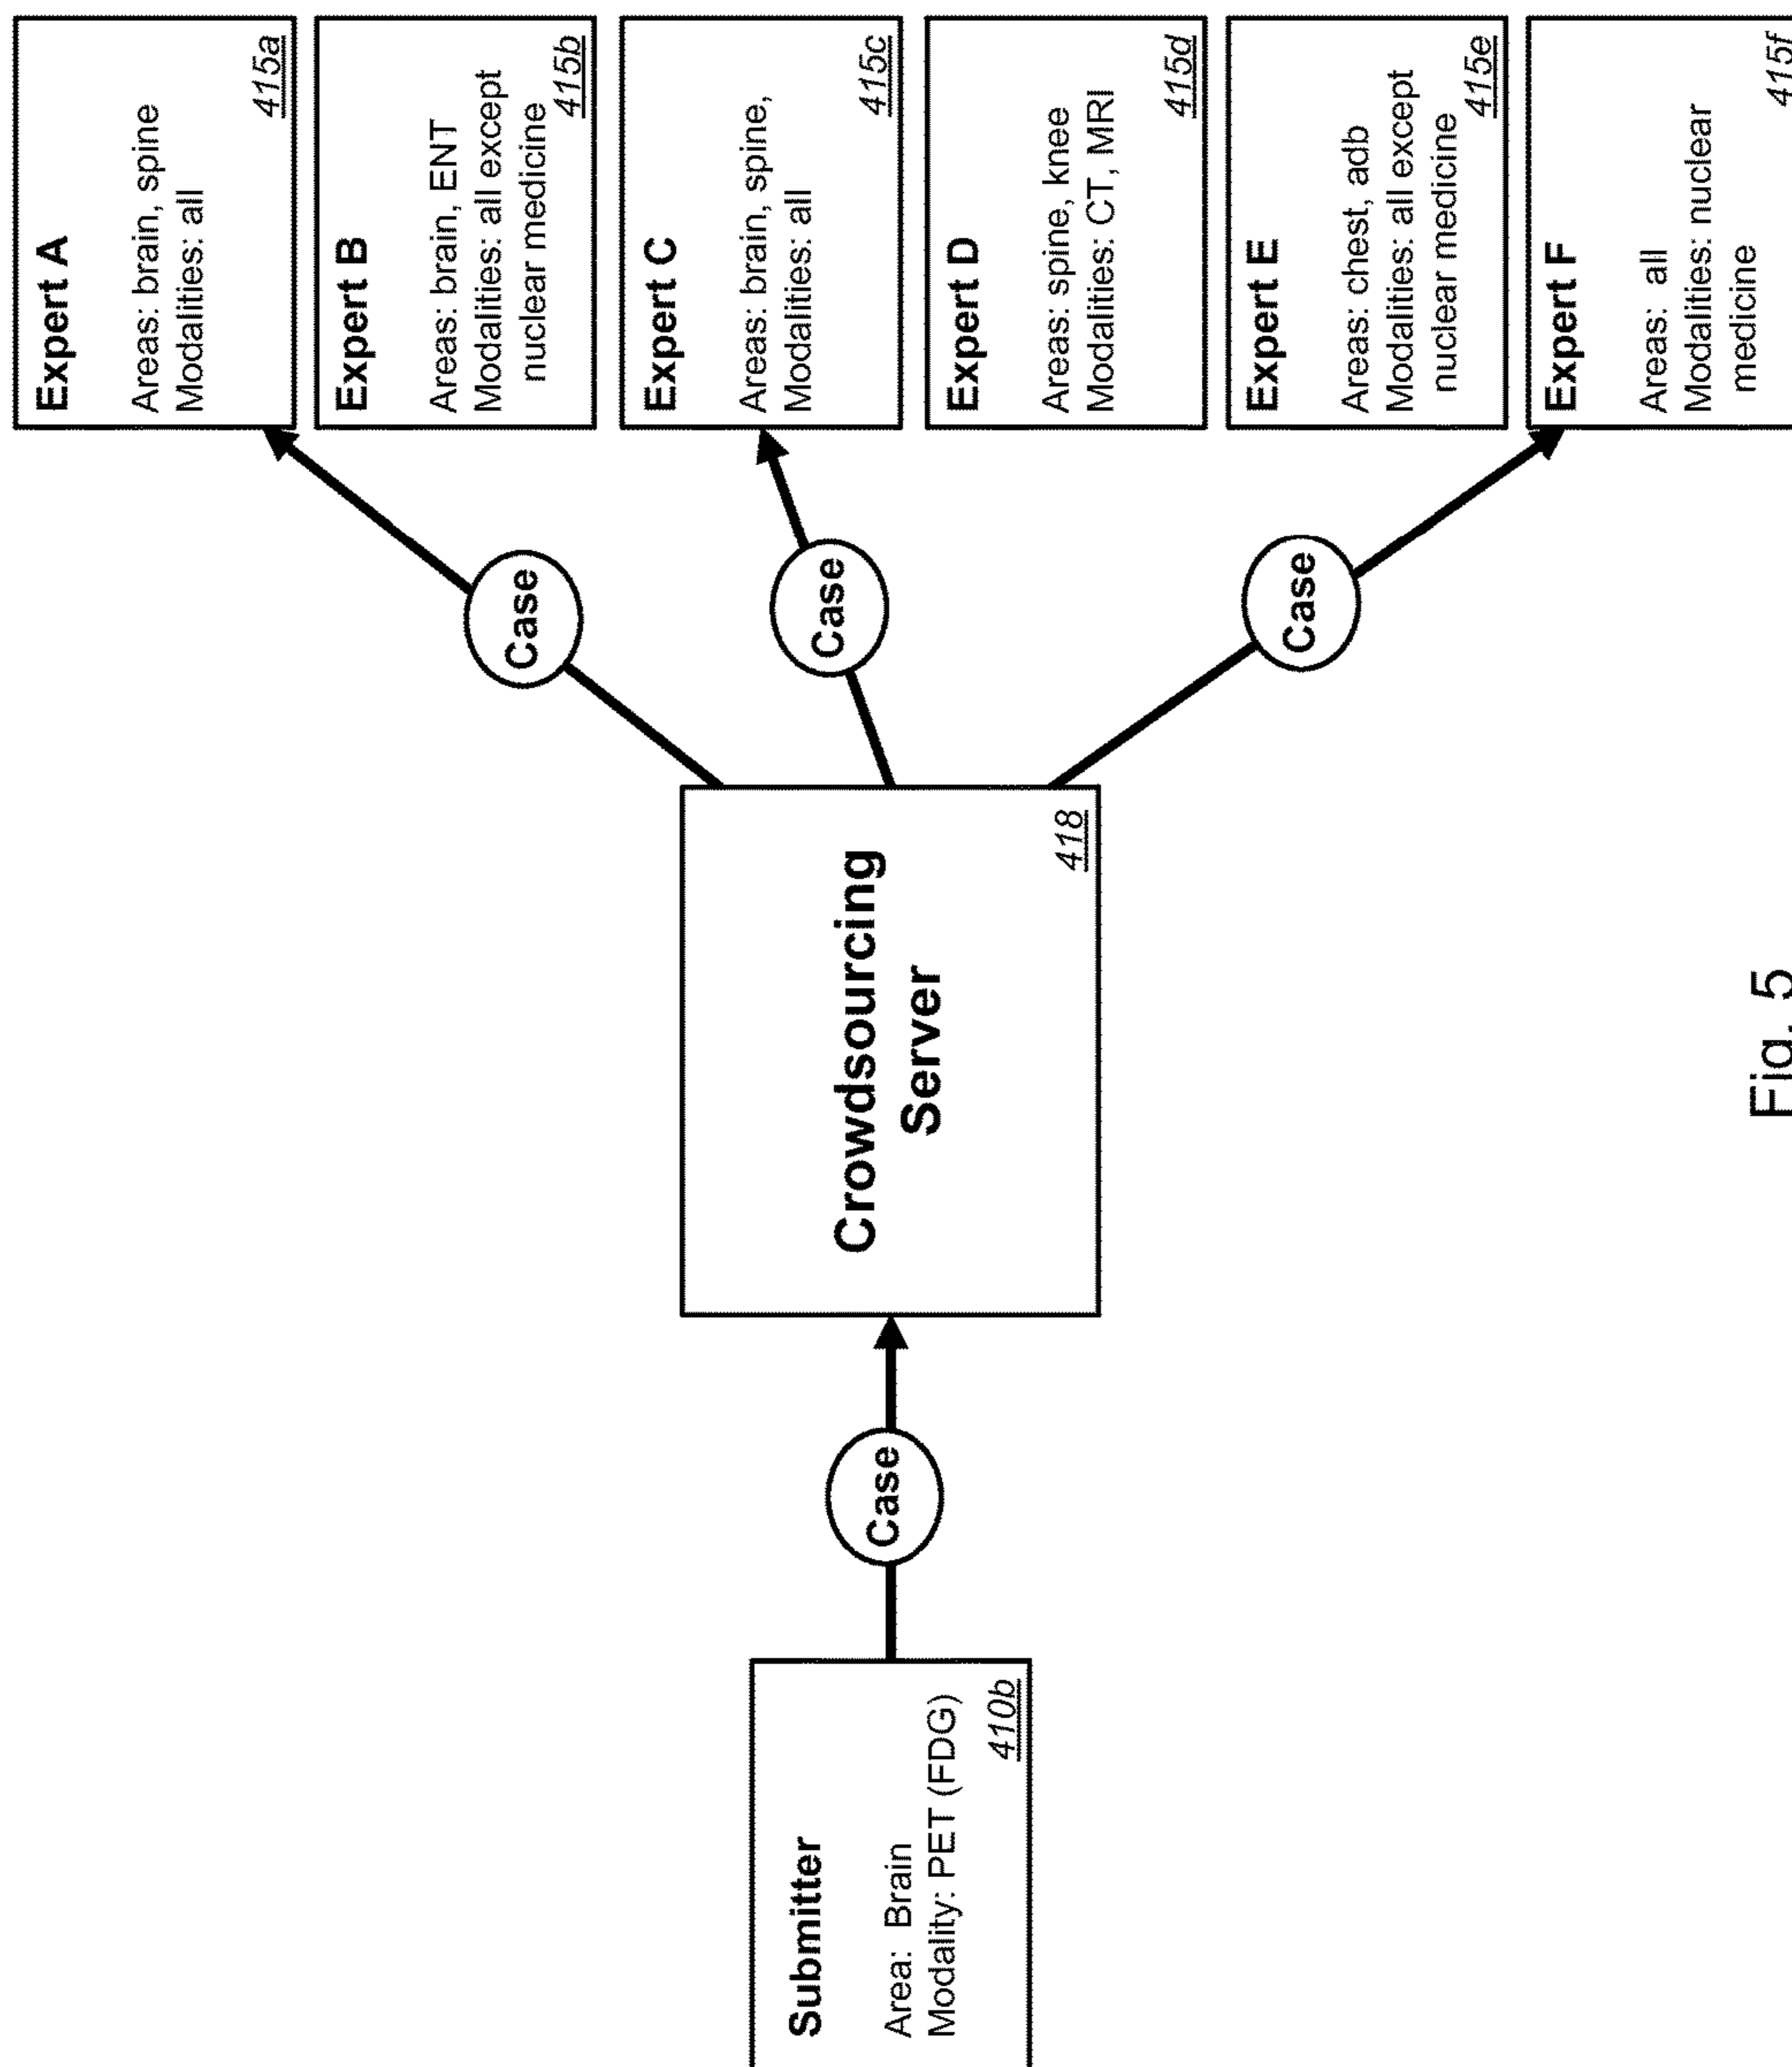 Submitter
Area: Brain
Modality: PET (FDG)
410b
Case
Crowdsourcing
Server
418
Case
Case
Case
Expert A
Areas: brain, spine
Modalities: all
415a
Expert B
Areas: brain, ENT
Modalities: all except
nuclear medicine
415b
Expert C
Areas: brain, spine,
Modalities: all
415c
Expert D
Areas: spine, knee
Modalities: CT, MRI
415d
Expert E
Areas: chest, adb
Modalities: all except
nuclear medicine
415e
Expert F
Areas: all
Modalities: nuclear
medicine
415f
Fig. 5